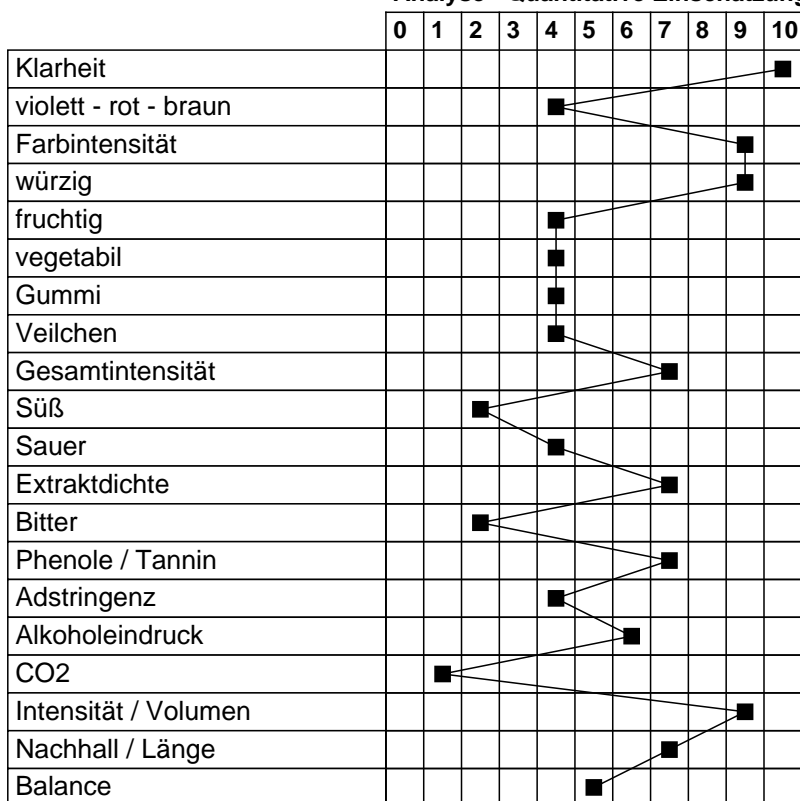 0 1 2 3 4 5 6 7 8 9 10
Klarheit
violett - rot - braun
Farbintensität
würzig
fruchtig
vegetabil
Gummi
Veilchen
Gesamtintensität
Süß
Sauer
Extraktdichte
Bitter
Phenole / Tannin
Adstringenz
Alkoholeindruck
CO2
Intensität / Volumen
Nachhall / Länge
Balance